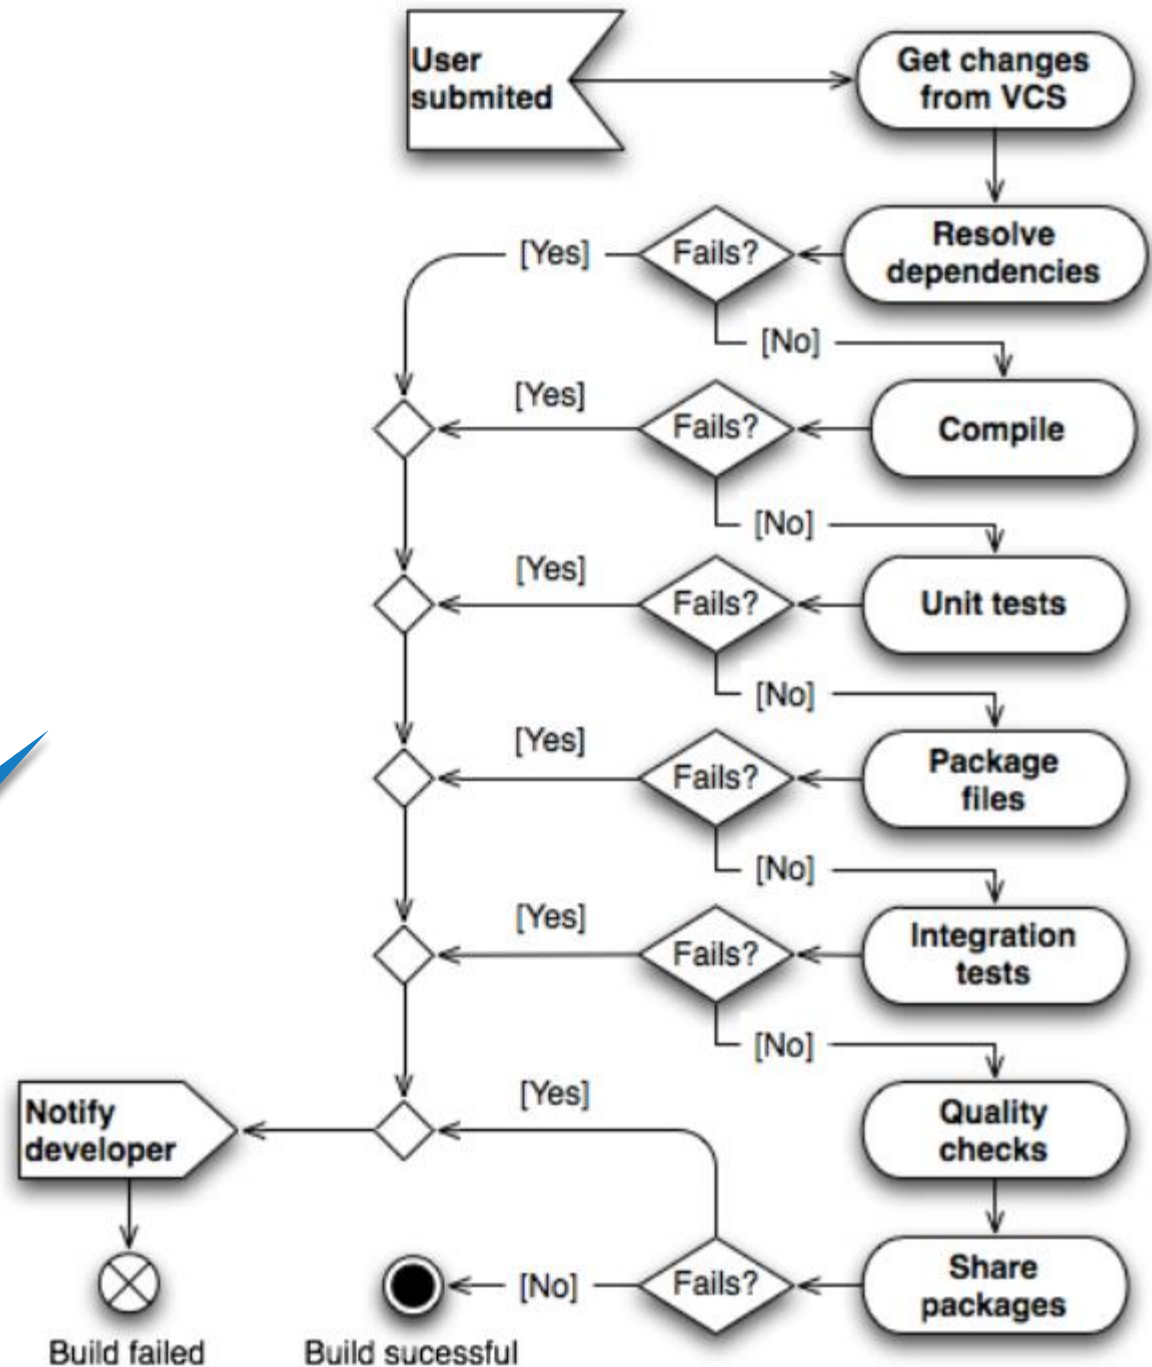 User
submited
Get changes
from VCS
Resolve
dependencies
Fails?
[Yes]
[No]
Compile
Fails?
[Yes]
[No]
Unit tests
Fails?
[Yes]
[No]
Package
files
Fails?
[Yes]
[No]
Integration
tests
Fails?
[Yes]
[No]
Quality
checks
Share
packages
Fails?
[Yes]
[No]
Notify
developer
Build failed
Build sucessful